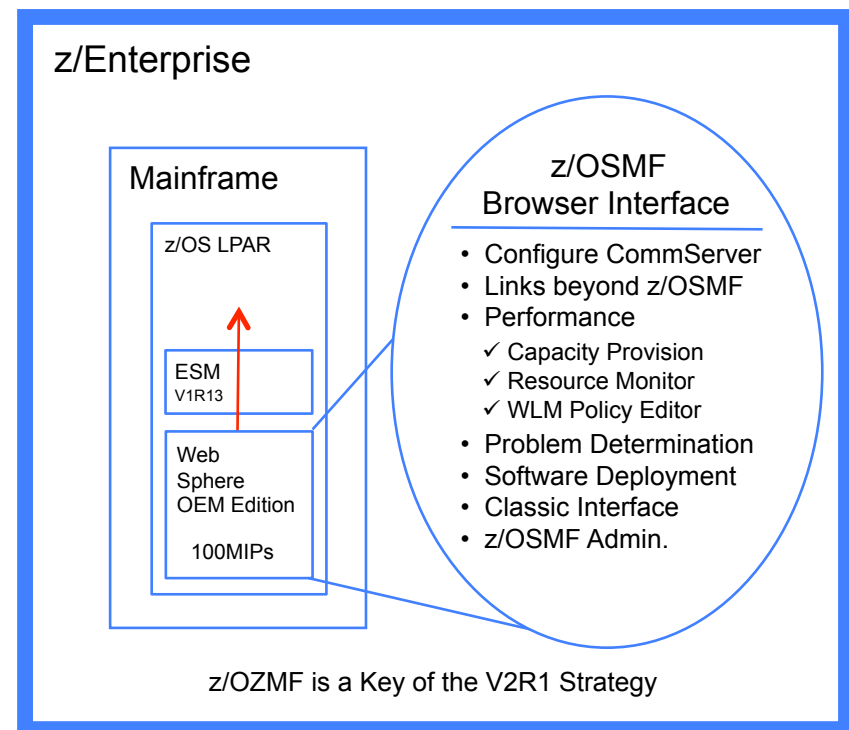 z/Enterprise
Mainframe
z/OS LPAR
ESM
V1R13
Web
Sphere
OEM Edition
100MIPs
z/OSMF
Browser Interface
• Configure CommServer
• Links beyond z/OSMF
• Performance
✓ Capacity Provision
✓ Resource Monitor
✓ WLM Policy Editor
• Problem Determination
• Software Deployment
• Classic Interface
• z/OSMF Admin.
z/OZMF is a Key of the V2R1 Strategy